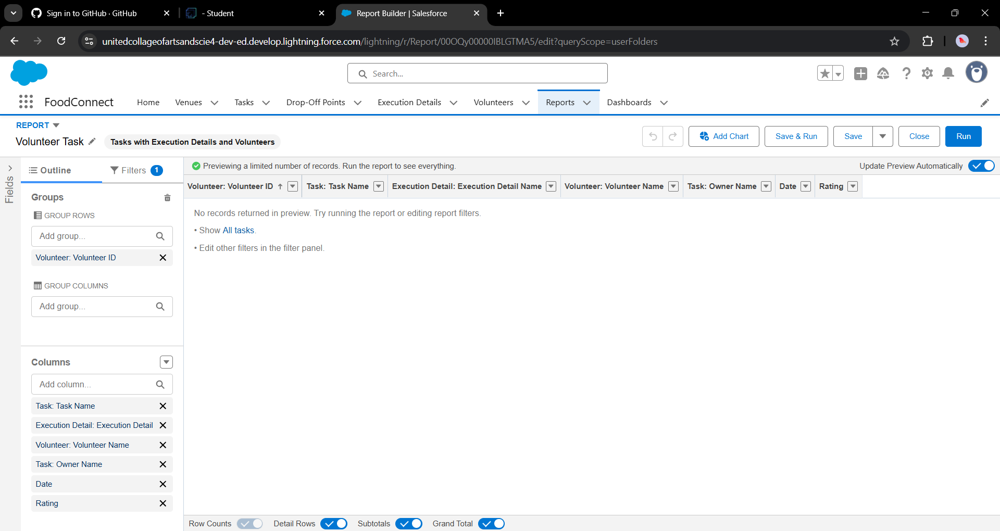 Sign in to GitHub · GitHub
- Student
Report Builder | Salesforce
unitedcollageofartsandscie4-dev-ed.develop.lightning.force.com/lightning/r/Report/00OQy00000IBLGTMA5/edit?queryScope=userFolders
Search...
FoodConnect
Home
Venues
Tasks
Drop-Off Points
Execution Details
Volunteers
Reports
Dashboards
REPORT
Volunteer Task
Tasks with Execution Details and Volunteers
Add Chart
Save & Run
Save
Close
Run
Fields
Outline
Filters 1
Previewing a limited number of records. Run the report to see everything.
Update Preview Automatically
Groups
GROUP ROWS
Add group...
Volunteer: Volunteer ID
GROUP COLUMNS
Add group...
Columns
Add column...
Task: Task Name
Execution Detail: Execution Detail
Volunteer: Volunteer Name
Task: Owner Name
Date
Rating
Volunteer: Volunteer ID ↑
Task: Task Name
Execution Detail: Execution Detail Name
Volunteer: Volunteer Name
Task: Owner Name
Date
Rating
No records returned in preview. Try running the report or editing report filters.
• Show All tasks.
• Edit other filters in the filter panel.
Row Counts
Detail Rows
Subtotals
Grand Total